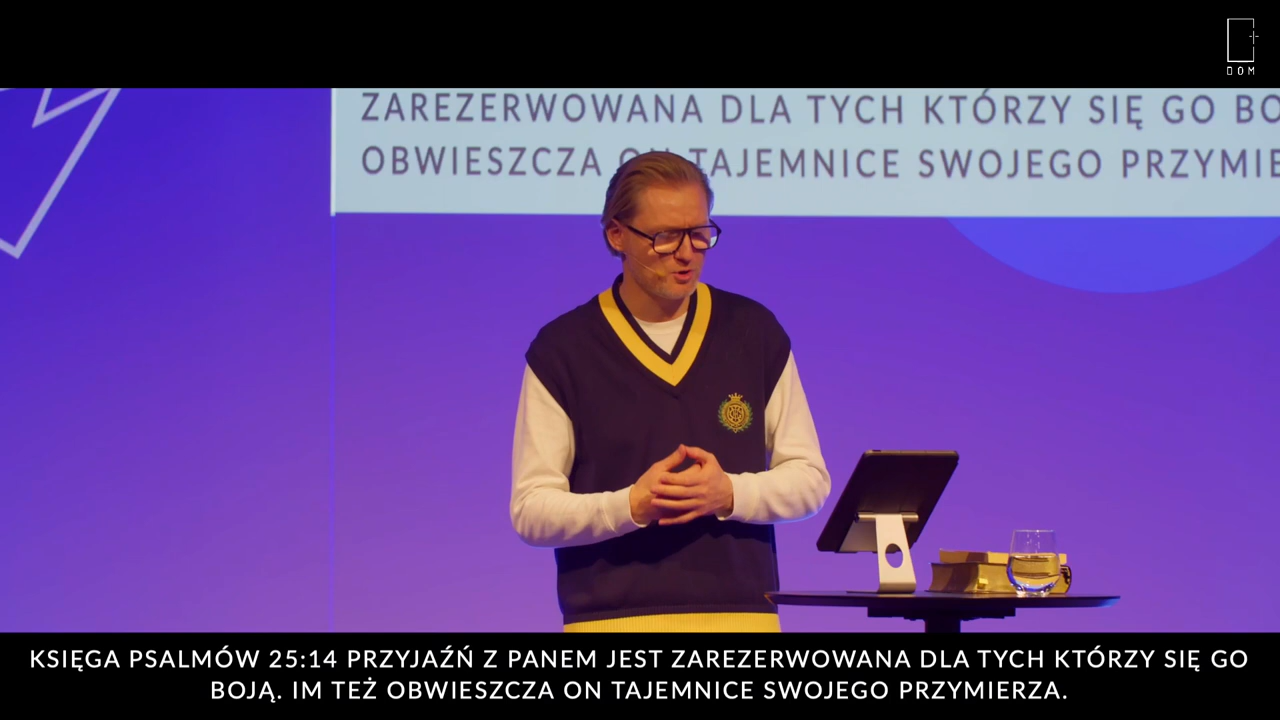 DOM
ZAREZERWOWANA DLA TYCH KTÓRZY SIĘ GO
OBWIESZCZA ON TAJEMNICE SWOJEGO
KSIĘGA PSALMÓW 25:14 PRZYJAŹŃ Z PANEM JEST ZAREZERWOWANA DLA TYCH KTÓRZY SIĘ GO
BOJĄ. IM TEŻ OBWIESZCZA ON TAJEMNICE SWOJEGO PRZYMIERZA.